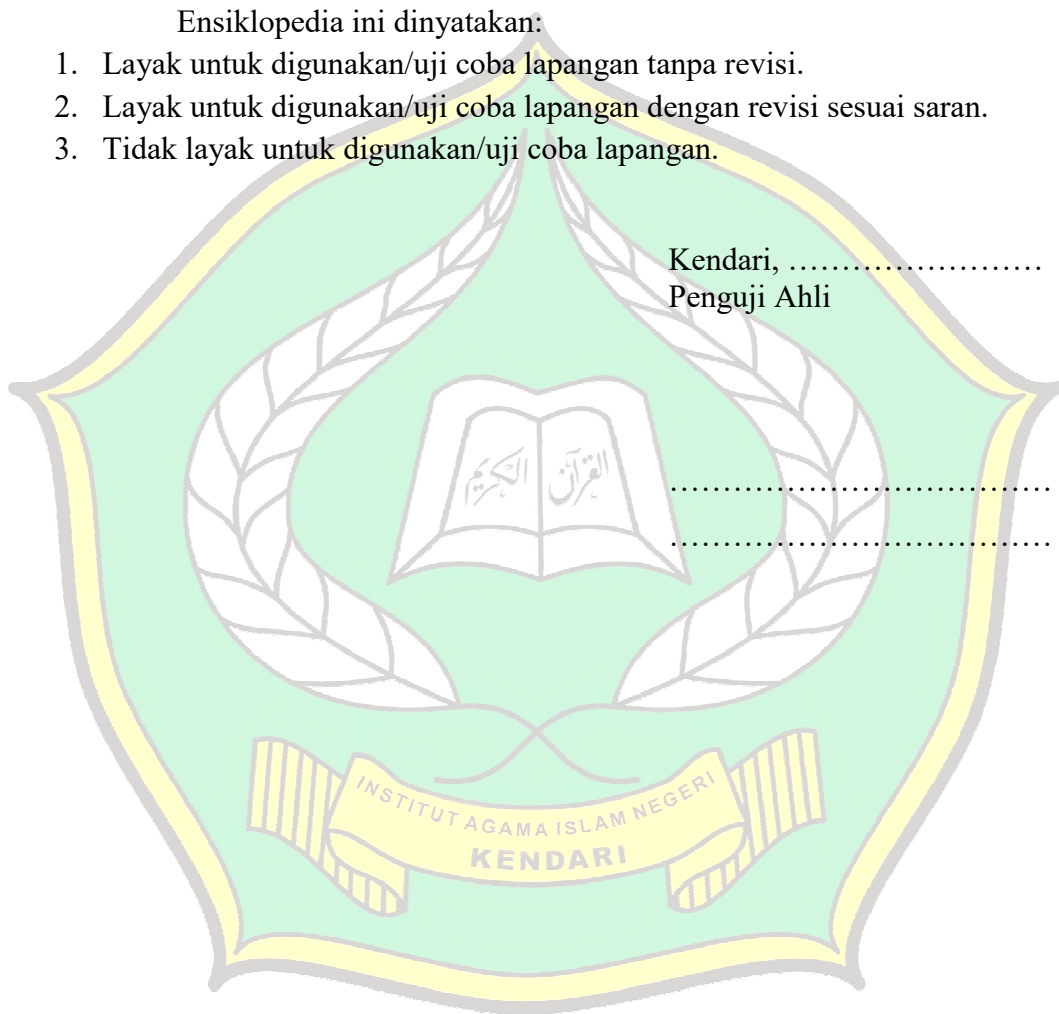 Ensiklopedia ini dinyatakan:
1. Layak untuk digunakan/uji coba lapangan tanpa revisi.
2. Layak untuk digunakan/uji coba lapangan dengan revisi sesuai saran.
3. Tidak layak untuk digunakan/uji coba lapangan.
Kendari, ……………………
Penguji Ahli
القرآن الكريم
………………………………
………………………………
INSTITUT AGAMA ISLAM NEGERI
KENDARI